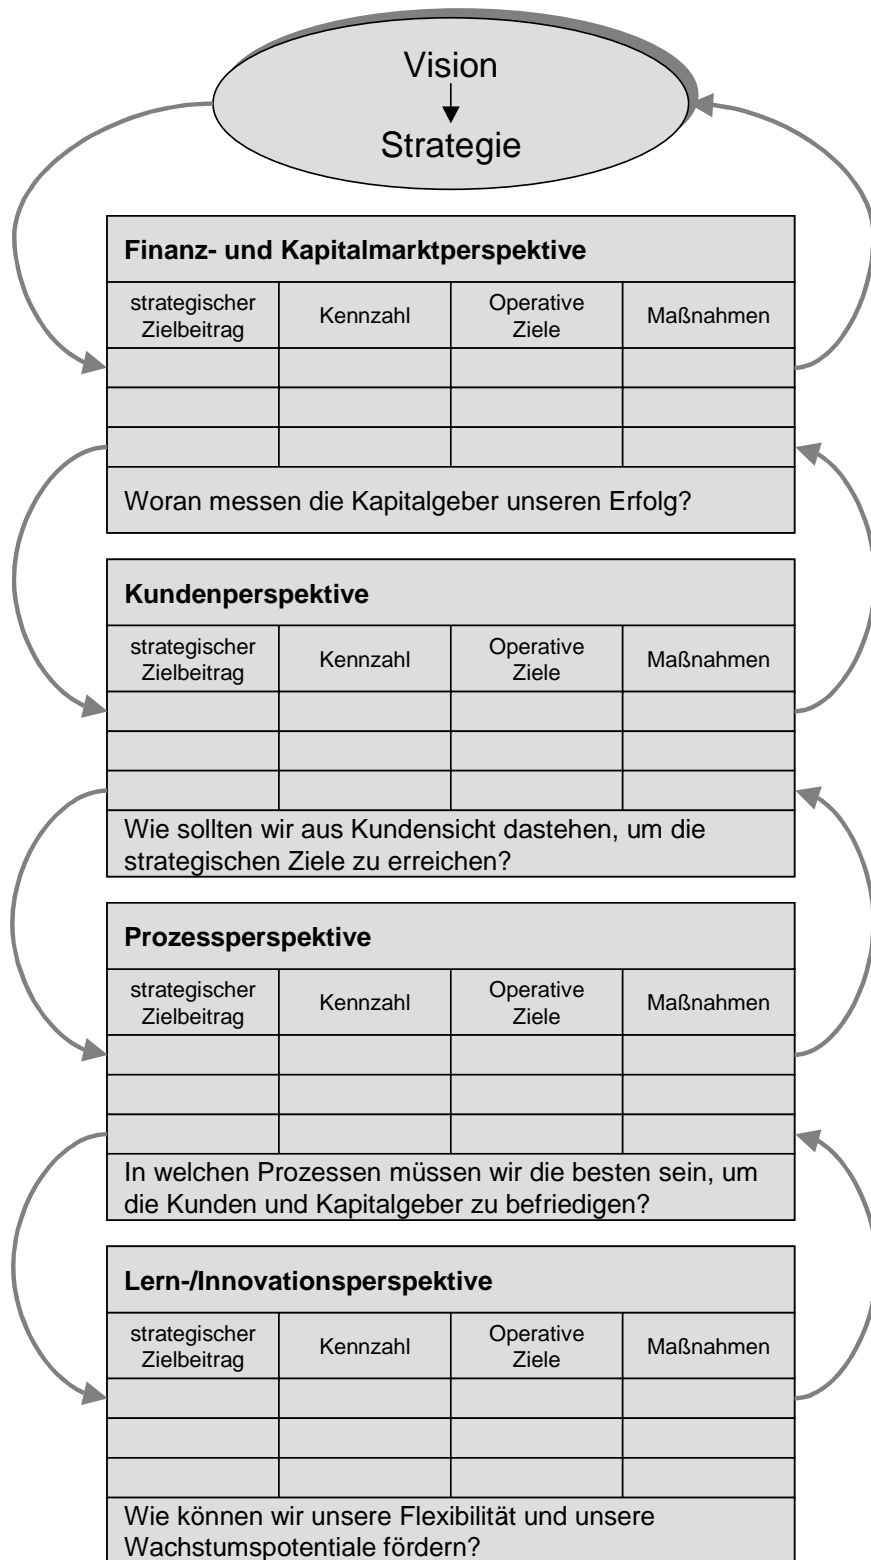 Vision
Strategie
Finanz- und Kapitalmarktperspektive
strategischer
Zielbeitrag
Kennzahl
Operative
Ziele
Maßnahmen
Woran messen die Kapitalgeber unseren Erfolg?
Kundenperspektive
strategischer
Zielbeitrag
Kennzahl
Operative
Ziele
Maßnahmen
Wie sollten wir aus Kundensicht dastehen, um die
strategischen Ziele zu erreichen?
Prozessperspektive
strategischer
Zielbeitrag
Kennzahl
Operative
Ziele
Maßnahmen
In welchen Prozessen müssen wir die besten sein, um
die Kunden und Kapitalgeber zu befriedigen?
Lern-/Innovationsperspektive
strategischer
Zielbeitrag
Kennzahl
Operative
Ziele
Maßnahmen
Wie können wir unsere Flexibilität und unsere
Wachstumspotentiale fördern?